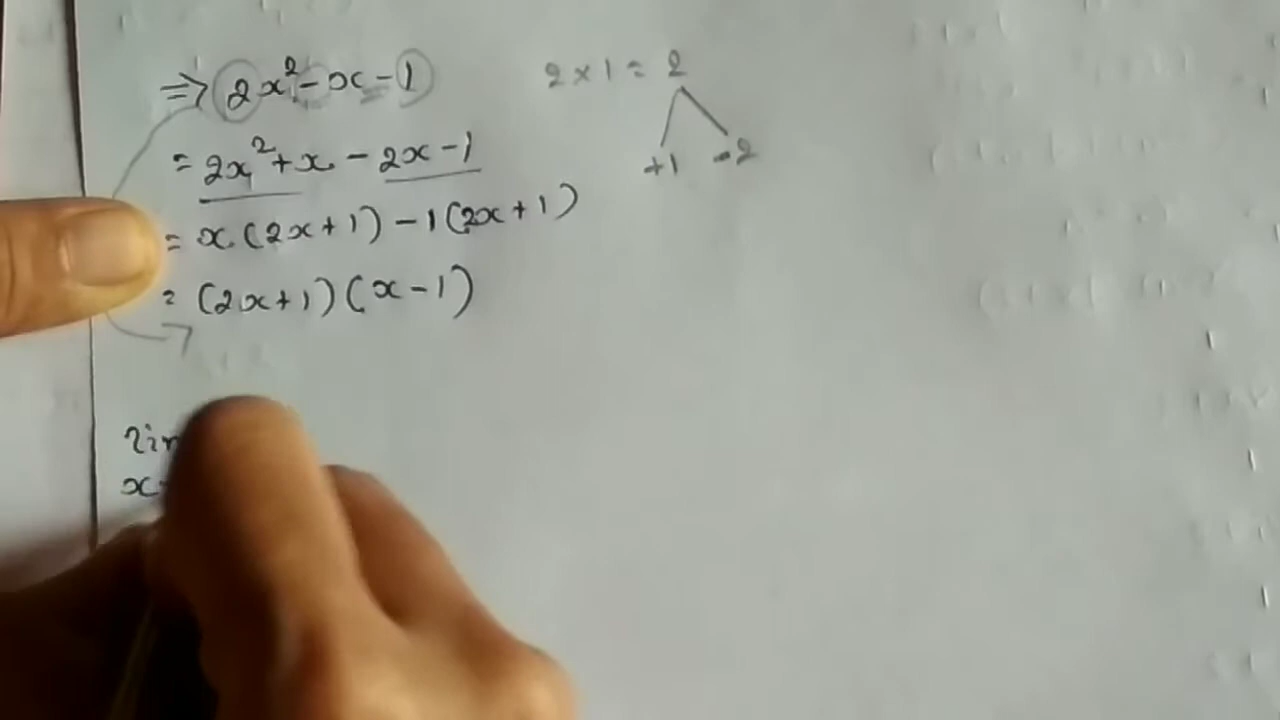 ⇒ 2x² - x - 1
2 × 1 = 2
+1 -2
= 2x² + x - 2x - 1
= x(2x + 1) - 1(2x + 1)
= (2x + 1)(x - 1)